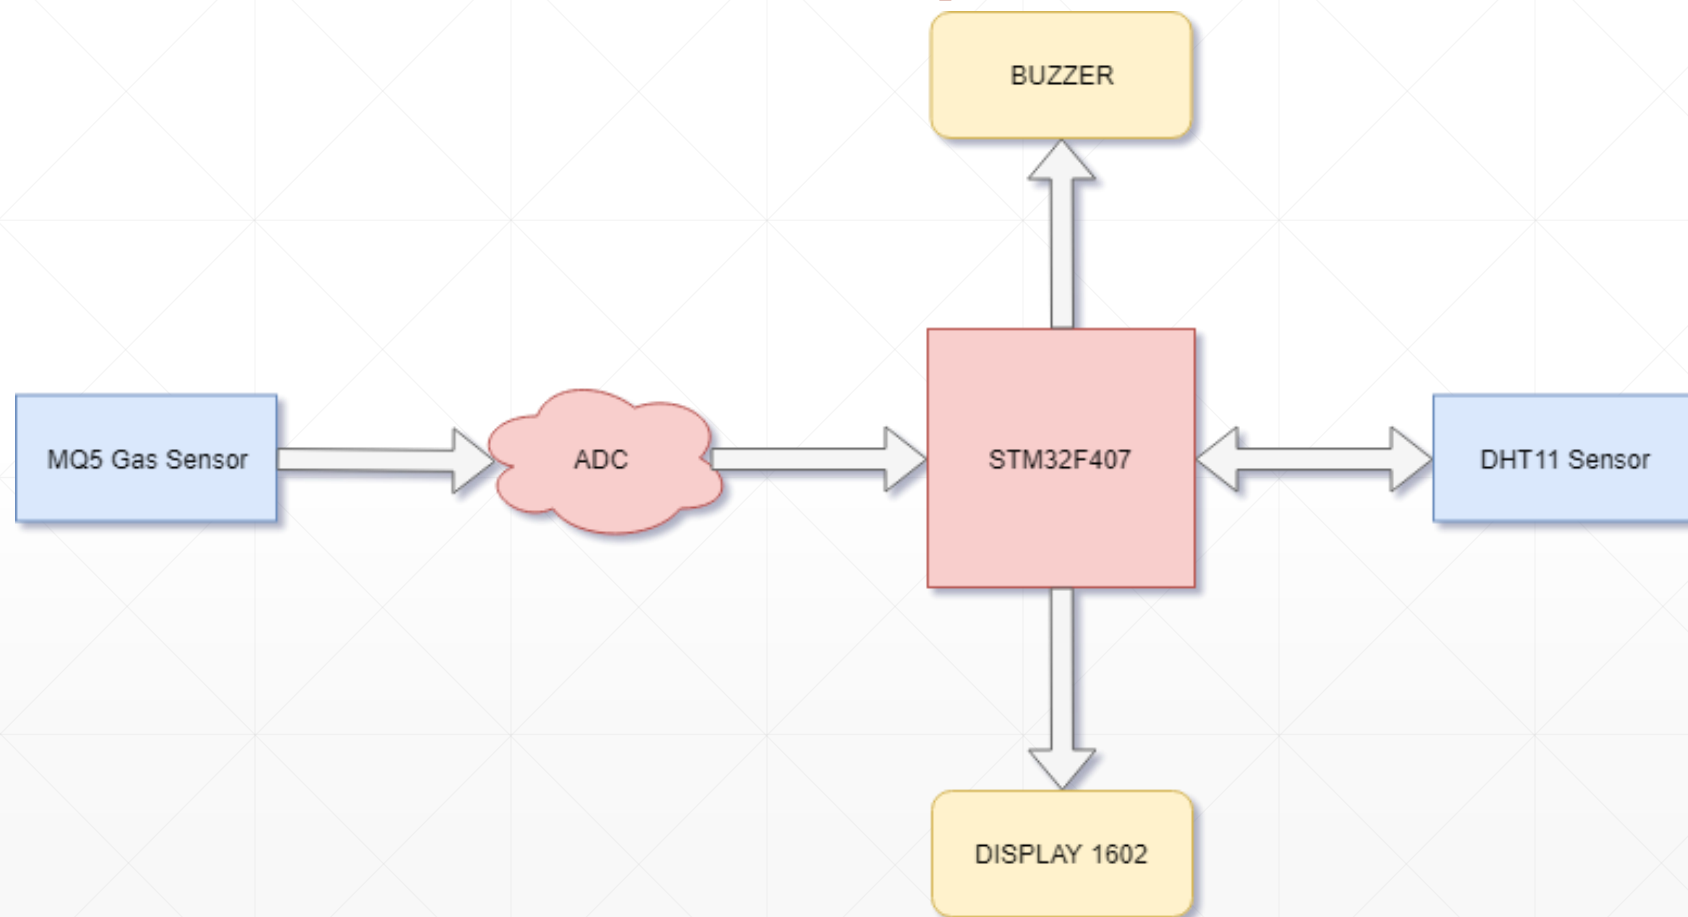 BUZZER
MQ5 Gas Sensor
ADC
STM32F407
DHT11 Sensor
DISPLAY 1602